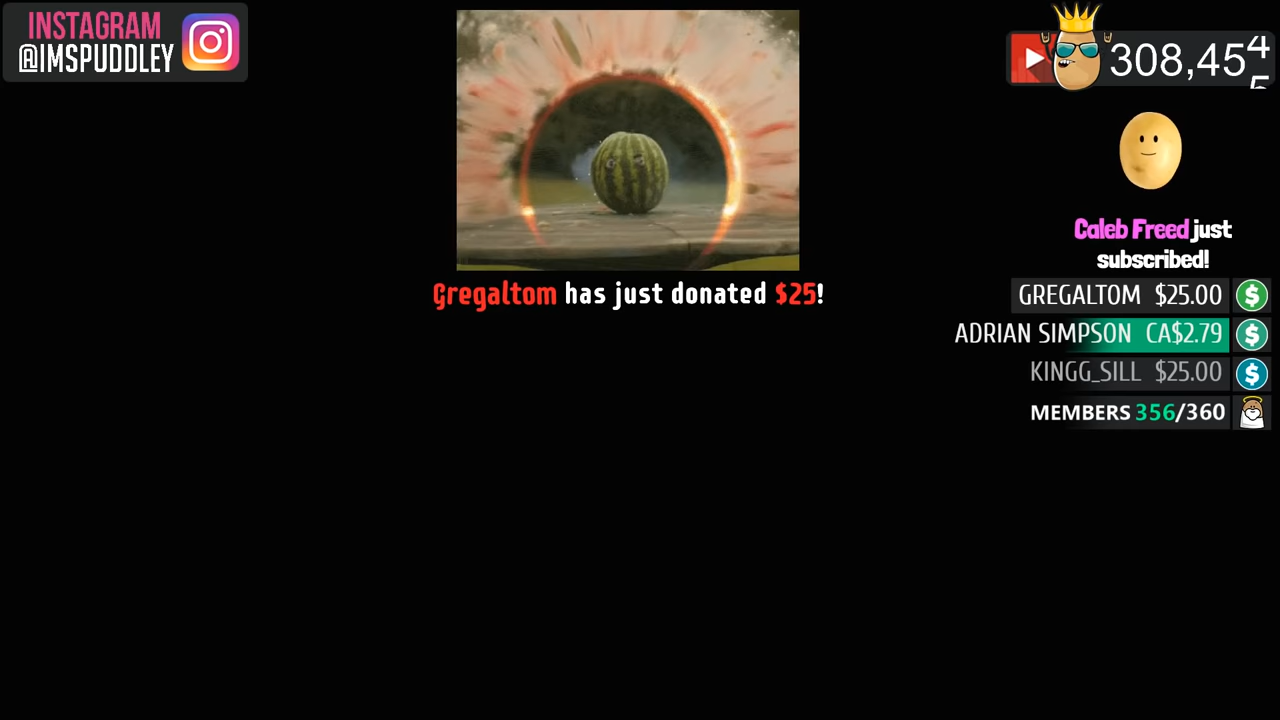 INSTAGRAM
@IMSPUDDLEY
308,45
Gregaltom has just donated $25!
Caleb Freed just
subscribed!
GREGALTOM $25.00
ADRIAN SIMPSON CA$2.79
KINGG_SILL $25.00
MEMBERS 356/360